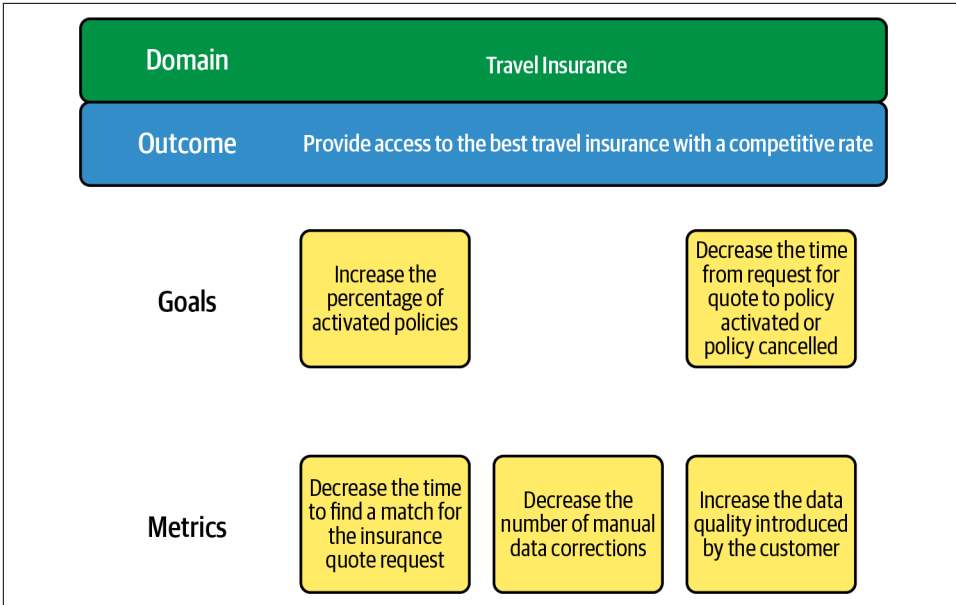 Domain
Travel Insurance
Outcome
Provide access to the best travel insurance with a competitive rate
Goals
Increase the
percentage of
activated policies
Decrease the time
from request for
quote to policy
activated or
policy cancelled
Metrics
Decrease the time
to find a match for
the insurance
quote request
Decrease the
number of manual
data corrections
Increase the data
quality introduced
by the customer